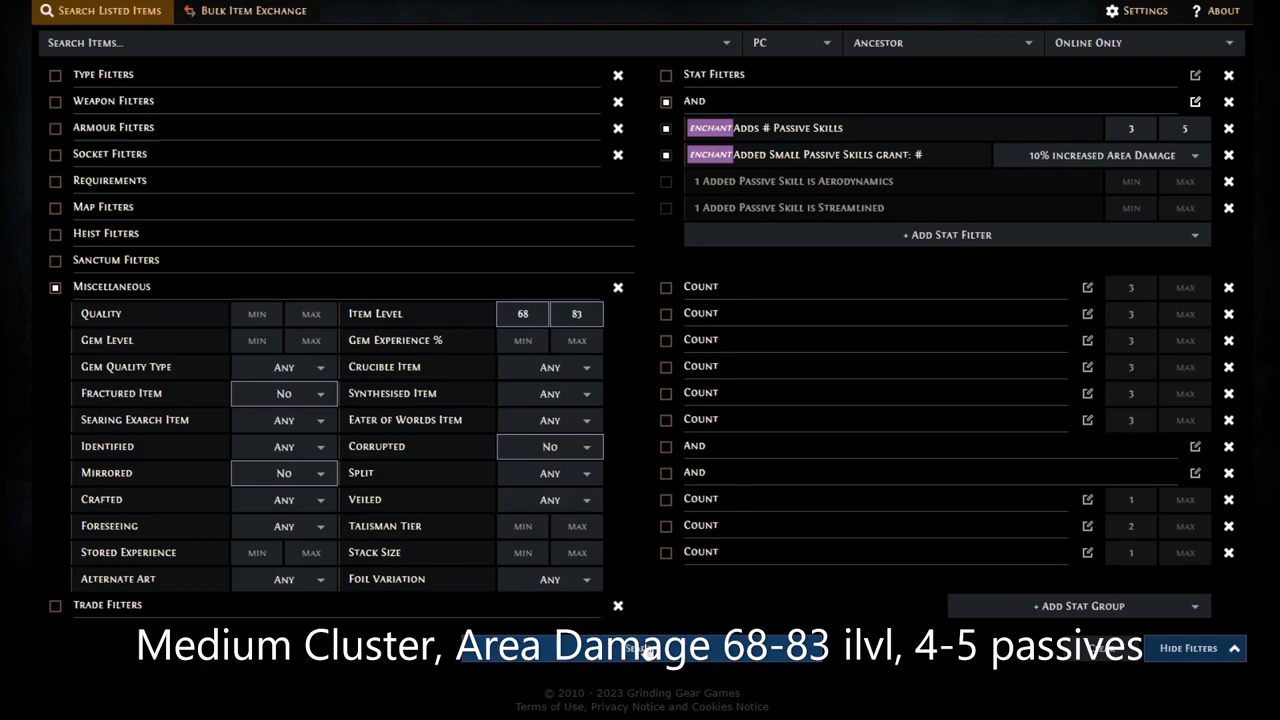 Search Listed Items
Bulk Item Exchange
Settings
? About
Search Items...
PC
Ancestor
Online Only
Type Filters
Weapon Filters
Armour Filters
Socket Filters
Requirements
Map Filters
Heist Filters
Sanctum Filters
Miscellaneous
Quality MIN MAX Item Level 68 83
Gem Level MIN MAX Gem Experience % MIN MAX
Gem Quality Type Any Crucible Item Any
Fractured Item No Synthesised Item Any
Searing Exarch Item Any Eater of Worlds Item Any
Identified Any Corrupted No
Mirrored No Split Any
Crafted Any Veiled Any
Foreseeing Any Talisman Tier MIN MAX
Stored Experience MIN MAX Stack Size MIN MAX
Alternate Art Any Foil Variation Any
Trade Filters
Stat Filters
And
ENCHANT Adds # Passive Skills 3 5
ENCHANT Added Small Passive Skills grant: # 10% increased Area Damage
1 Added Passive Skill is Aerodynamics MIN MAX
1 Added Passive Skill is Streamlined MIN MAX
+ Add Stat Filter
Count 3 MAX
Count 3 MAX
Count 3 MAX
Count 3 MAX
Count 3 MAX
Count 3 MAX
And
And
Count 1 MAX
Count 2 MAX
Count 1 MAX
+ Add Stat Group
Medium Cluster, Area Damage 68-83 ilvl, 4-5 passives
Hide Filters
© 2010 - 2023 Grinding Gear Games
Terms of Use, Privacy Notice and Cookies Notice